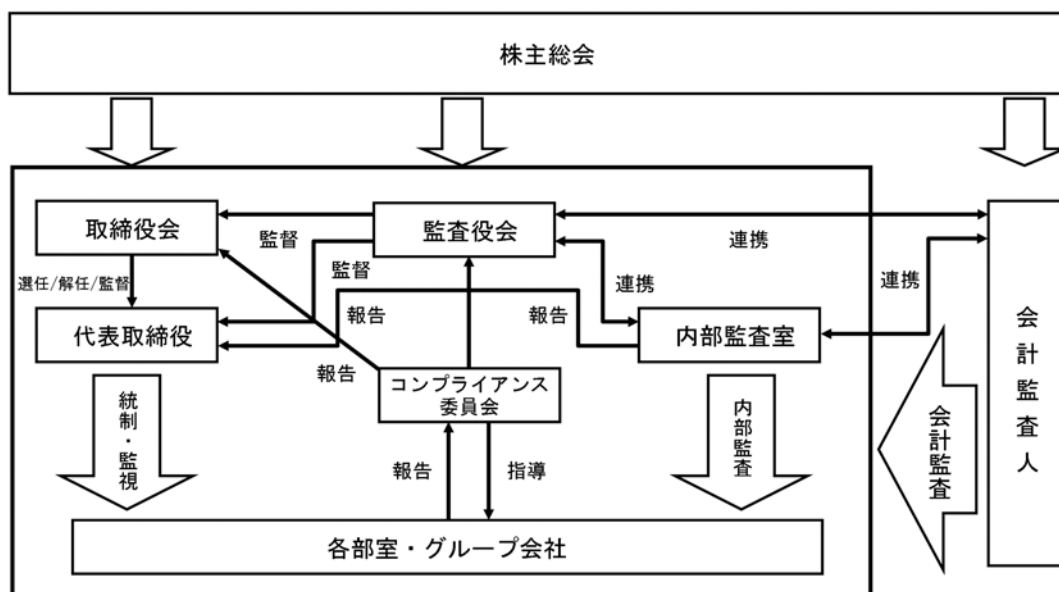 株主総会
取締役会
監査役会
監督
連携
選任/解任/監督
監督
連携
連携
代表取締役
報告
報告
内部監査室
報告
コンプライアンス
委員会
統制・監視
内部監査
会計監査
会計監査人
報告
指導
各部室・グループ会社